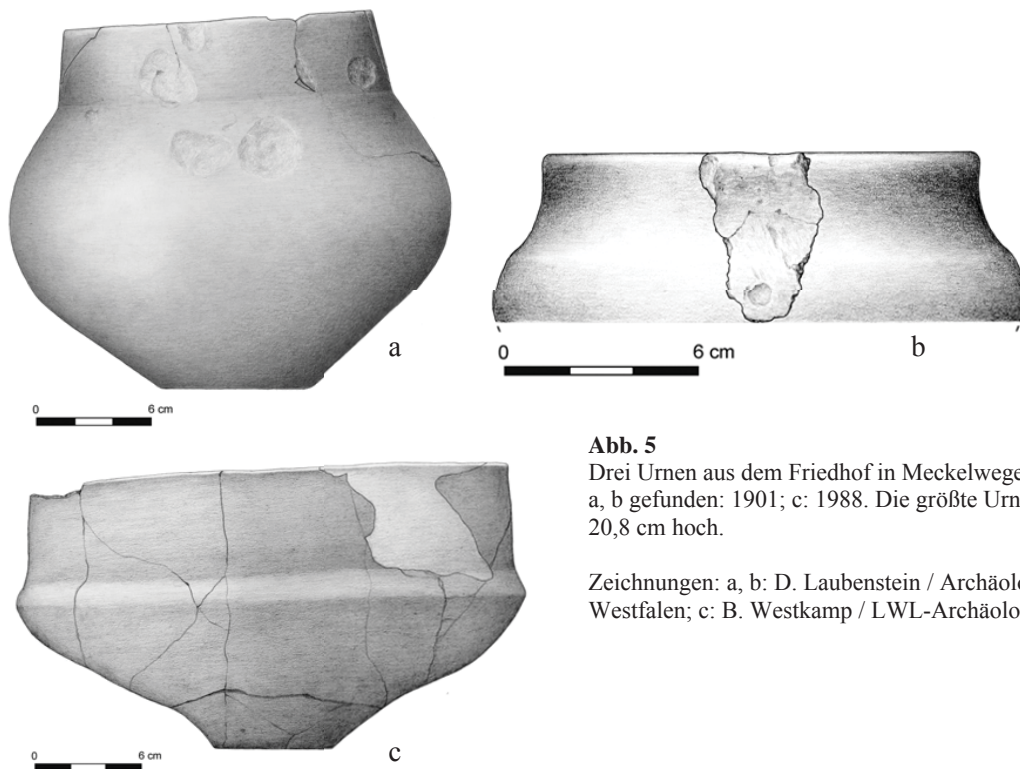 a
0 6 cm
b
0 6 cm
c
0 6 cm
Abb. 5
Drei Urnen aus dem Friedhof in Meckelwege
a, b gefunden: 1901; c: 1988. Die größte Urn
20,8 cm hoch.
Zeichnungen: a, b: D. Laubenstein / Archäolo
Westfalen; c: B. Westkamp / LWL-Archäolo